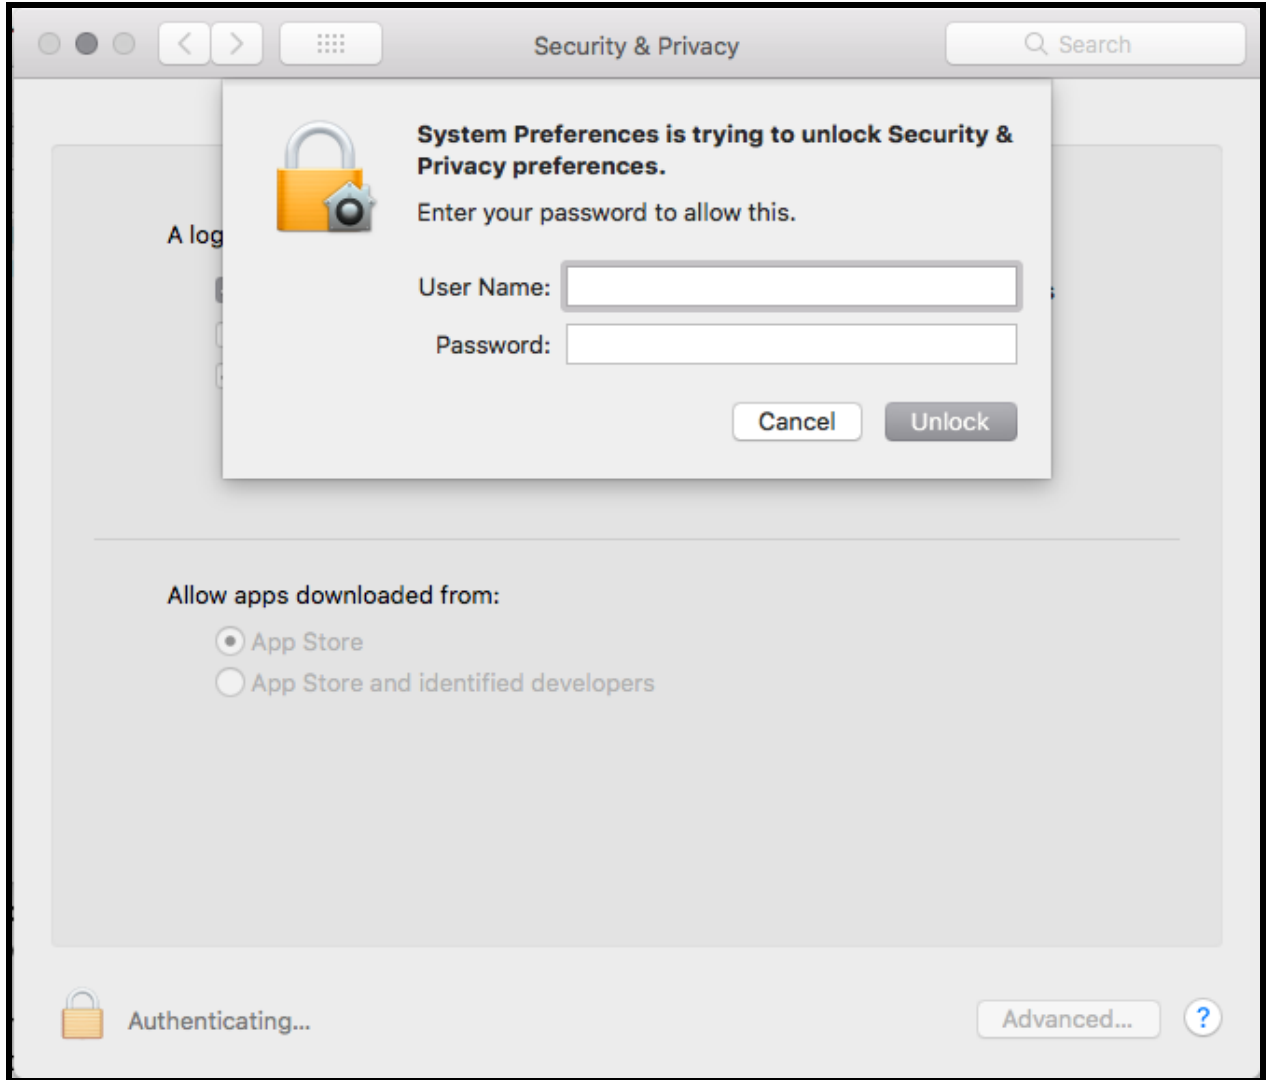 Security & Privacy
Search
System Preferences is trying to unlock Security &
Privacy preferences.
Enter your password to allow this.
A log
User Name:
s
Password:
Cancel
Unlock
Allow apps downloaded from:
App Store
App Store and identified developers
Authenticating...
Advanced...
?